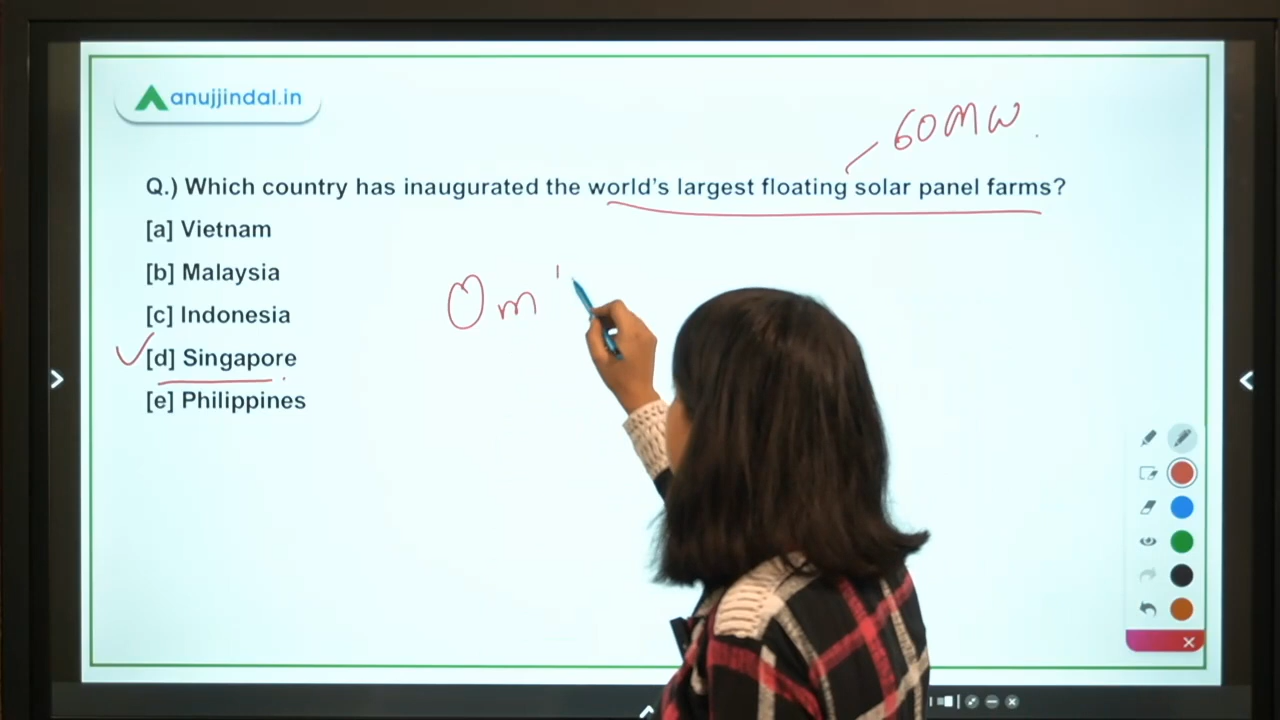 anujjindal.in
60MW.
Q.) Which country has inaugurated the world's largest floating solar panel farms?
[a] Vietnam
[b] Malaysia
[c] Indonesia
[d] Singapore
[e] Philippines